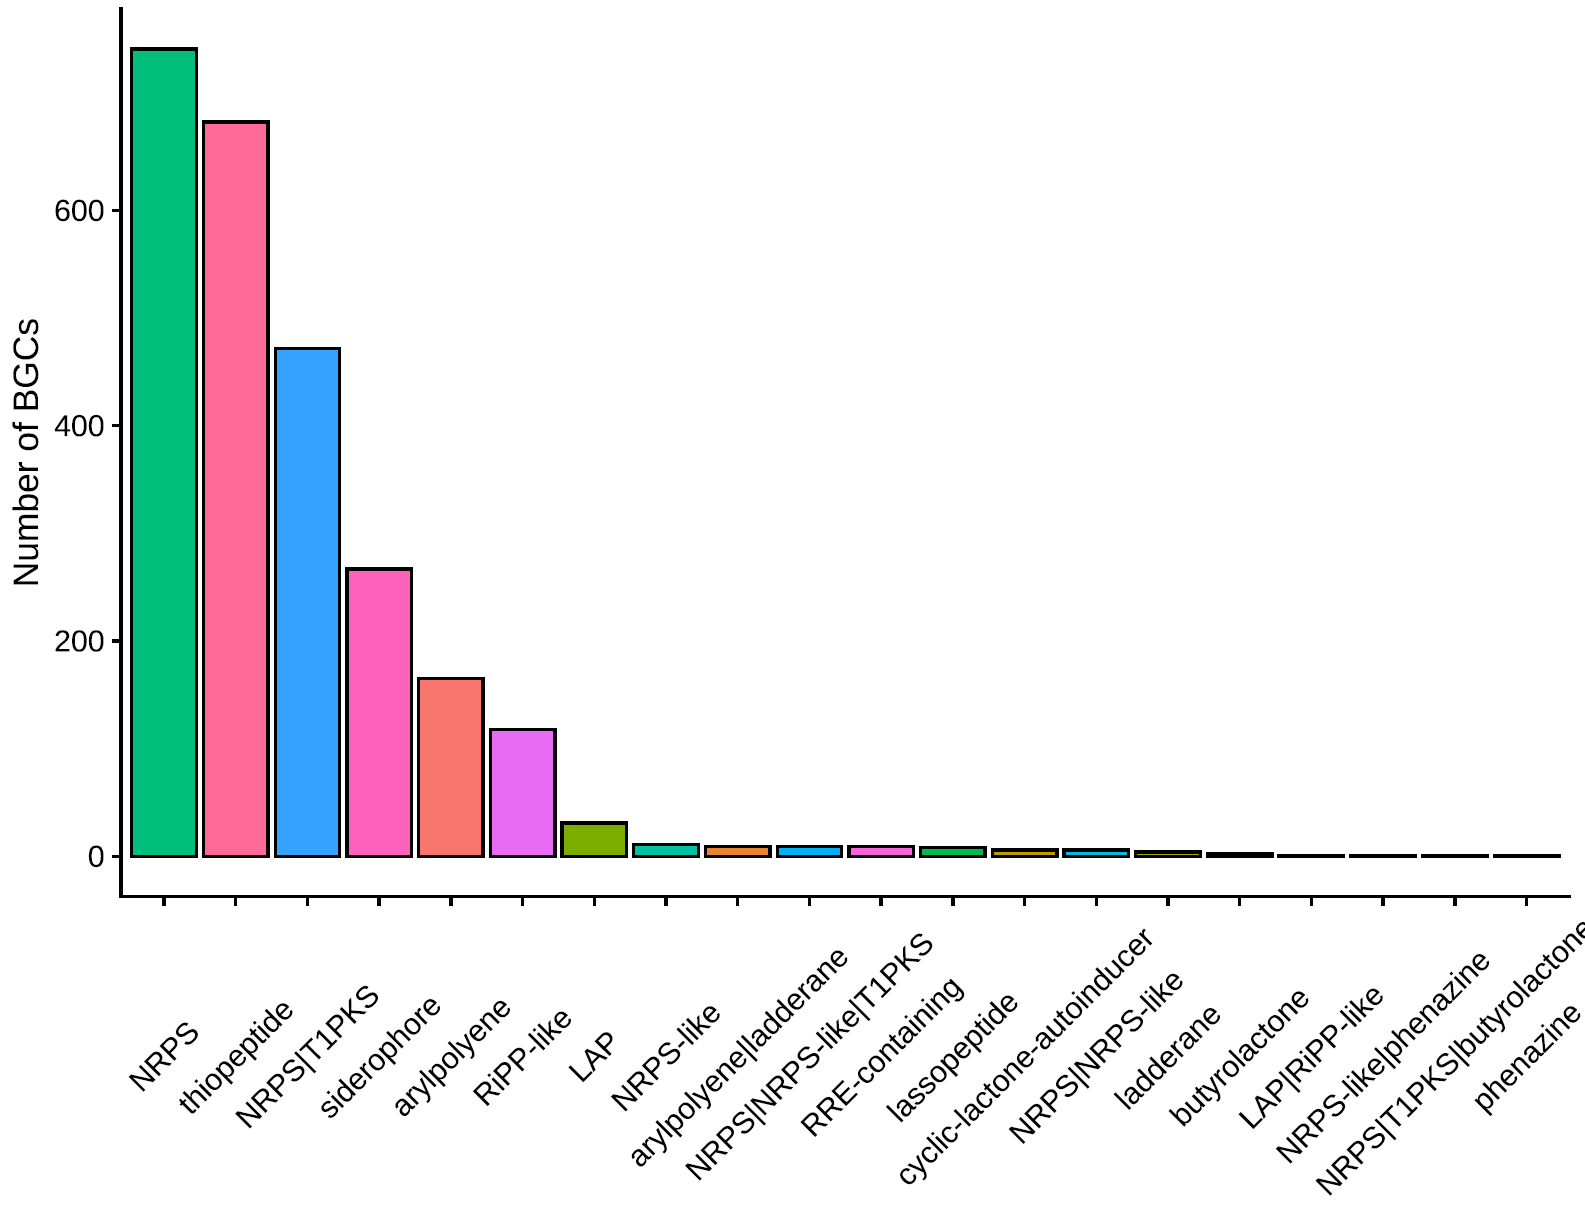 Number of BGCs
600
400
200
0
NRPS
thiopeptide
NRPS|T1PKS
siderophore
arylpolyene
RiPP-like
LAP
NRPS-like
arylpolyene|ladderane
NRPS|NRPS-like|T1PKS
RRE-containing
lassopeptide
cyclic-lactone-autoinducer
NRPS|NRPS-like
ladderane
butyrolactone
LAP|RiPP-like
NRPS-like|phenazine
NRPS|T1PKS|butyrolactone
phenazine